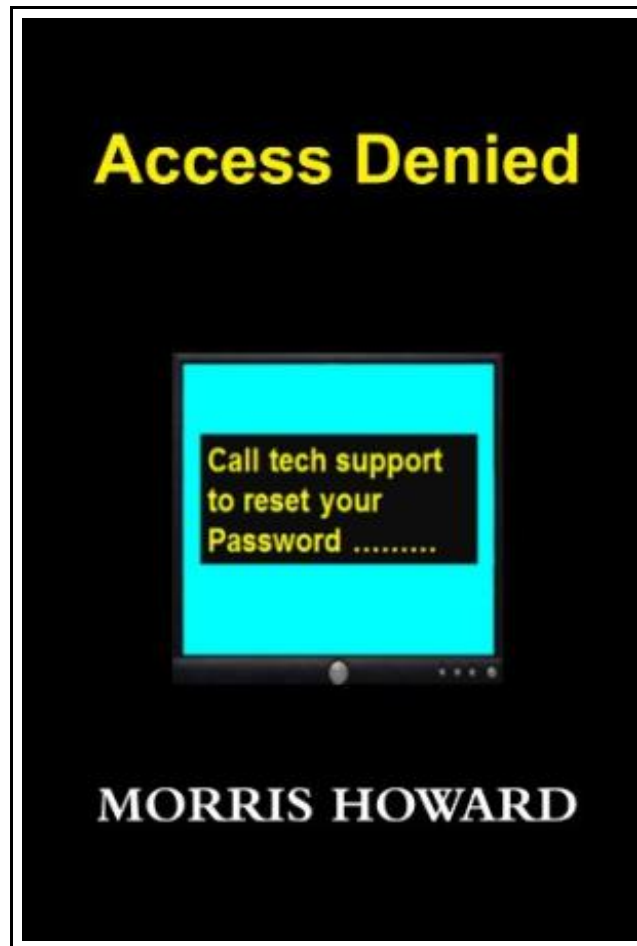 Access Denied
Call tech support
to reset your
Password .........
MORRIS HOWARD